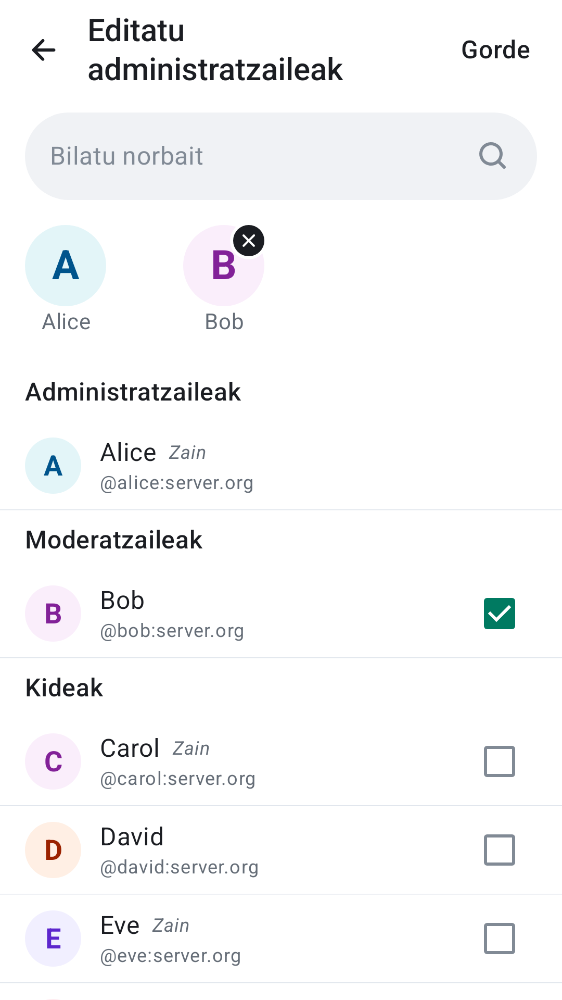 Editatu
administratzaileak
Gorde
Bilatu norbait
A
B
Alice
Bob
Administratzaileak
A
Alice Zain
@alice:server.org
Moderatzaileak
B
Bob
@bob:server.org
Kideak
C
Carol Zain
@carol:server.org
D
David
@david:server.org
E
Eve Zain
@eve:server.org